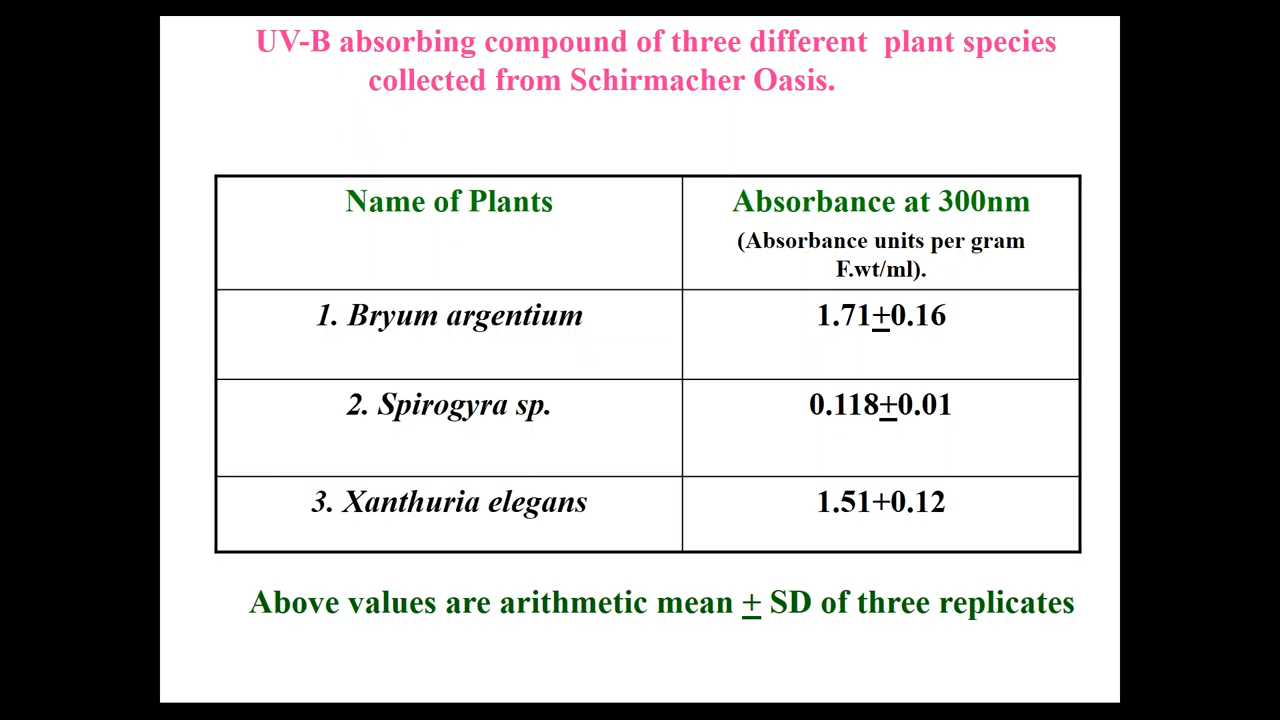 UV-B absorbing compound of three different plant species
collected from Schirmacher Oasis.
Name of Plants
Absorbance at 300nm
(Absorbance units per gram
F.wt/ml).
1. Bryum argentium
1.71±0.16
2. Spirogyra sp.
0.118±0.01
3. Xanthuria elegans
1.51+0.12
Above values are arithmetic mean ± SD of three replicates